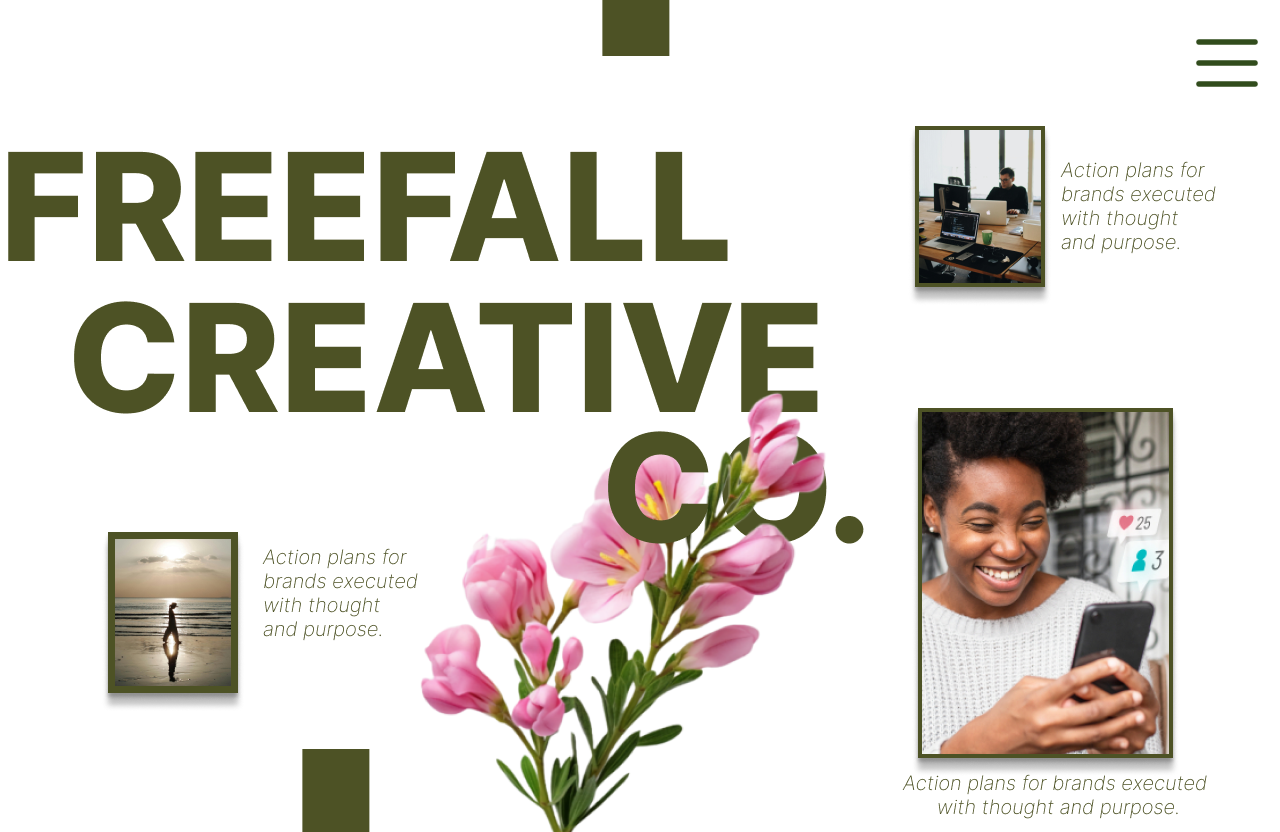 FREEFALL
CREATIVE
CO.
Action plans for
brands executed
with thought
and purpose.
Action plans for
brands executed
with thought
and purpose.
25
3
Action plans for brands executed
with thought and purpose.